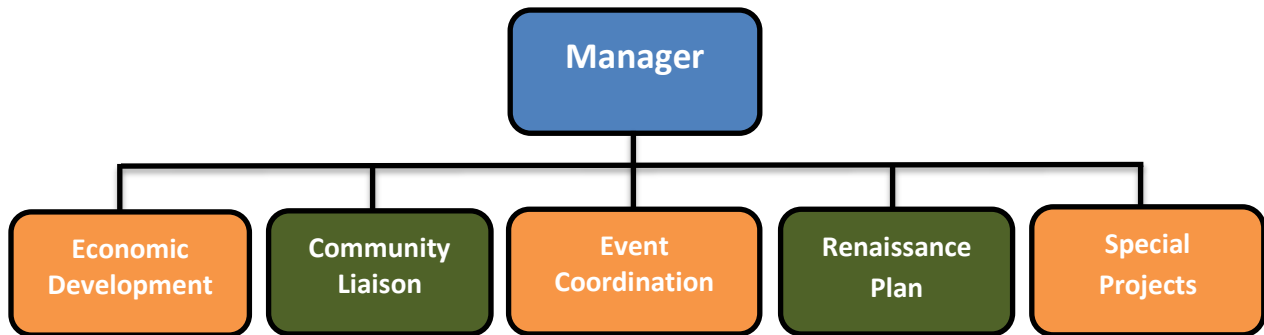 Manager
Economic
Development
Community
Liaison
Event
Coordination
Renaissance
Plan
Special
Projects